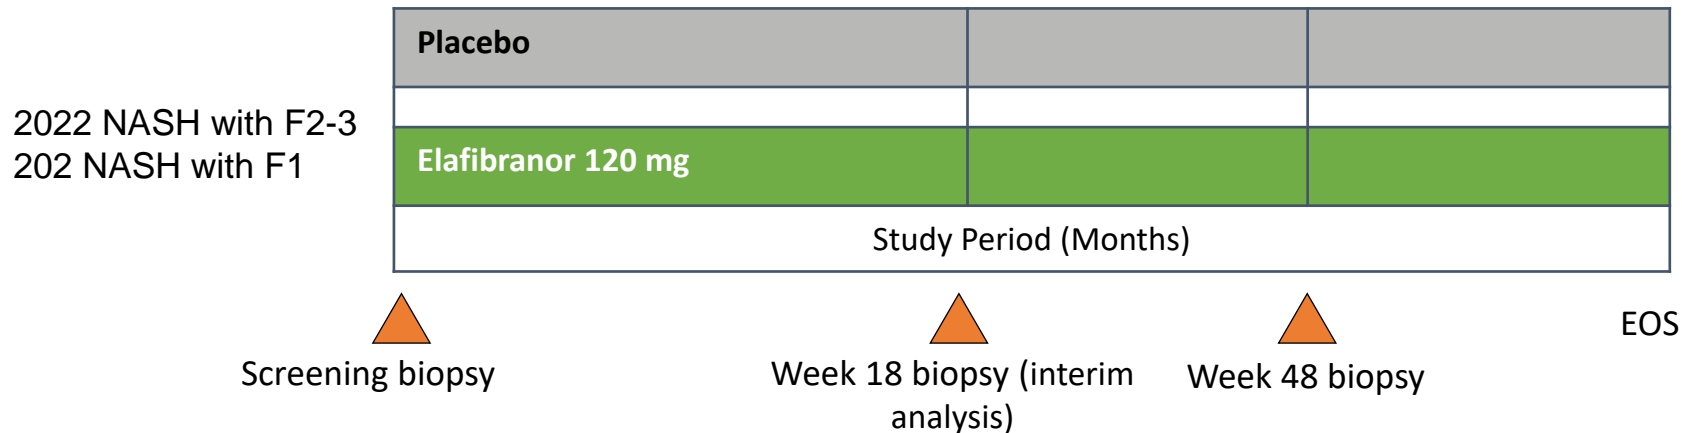 Placebo
2022 NASH with F2-3
202 NASH with F1
Elafibranor 120 mg
Study Period (Months)
EOS
Screening biopsy
Week 18 biopsy (interim
analysis)
Week 48 biopsy